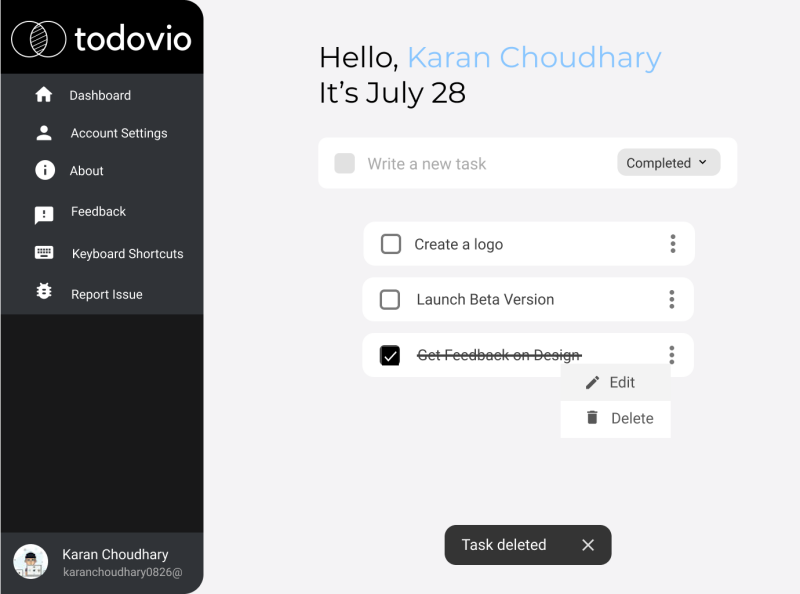 todovio
Dashboard
Account Settings
About
Feedback
Keyboard Shortcuts
Report Issue
Karan Choudhary
karanchoudhary0826@
Hello, Karan Choudhary
It’s July 28
Write a new task
Completed
Create a logo
Launch Beta Version
Get Feedback on Design
Edit
Delete
Task deleted